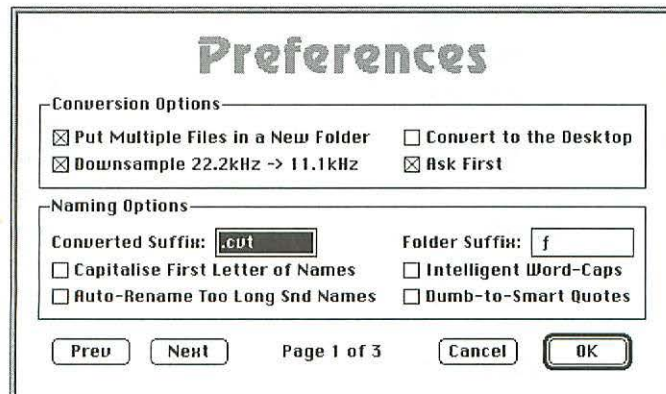 Preferences
Conversion Options
Put Multiple Files in a New Folder
Convert to the Desktop
Downsample 22.2kHz -> 11.1kHz
Ask First
Naming Options
Converted Suffix: .cvt
Folder Suffix: ƒ
Capitalise First Letter of Names
Intelligent Word-Caps
Auto-Rename Too Long Snd Names
Dumb-to-Smart Quotes
Prev Next Page 1 of 3 Cancel OK